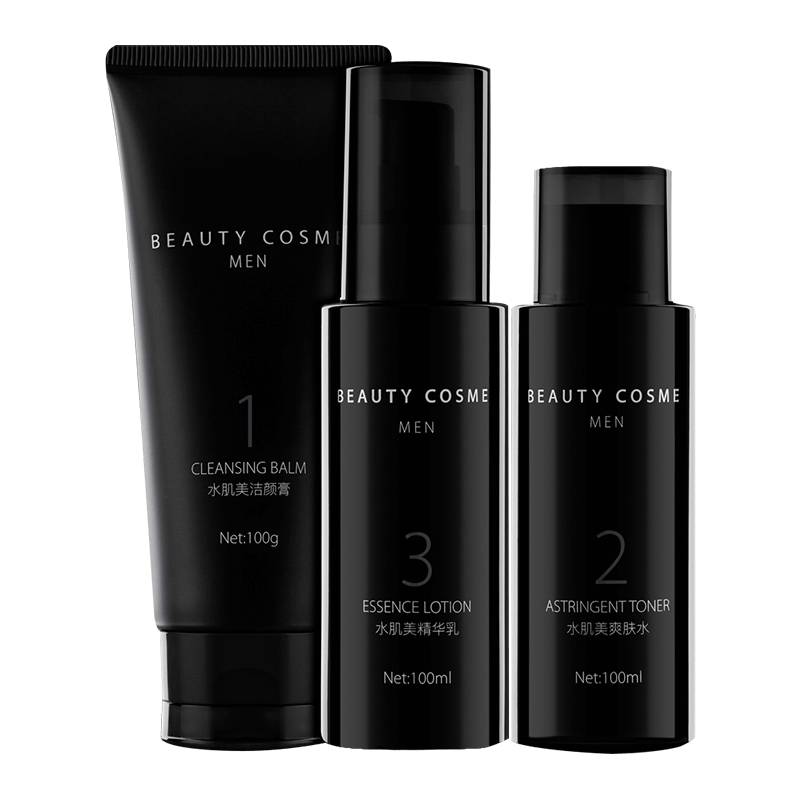 BEAUTY COSME
MEN
1
CLEANSING BALM
水肌美洁颜膏
Net:100g
BEAUTY COSME
MEN
3
ESSENCE LOTION
水肌美精华乳
Net:100ml
BEAUTY COSME
MEN
2
ASTRINGENT TONER
水肌美爽肤水
Net:100ml